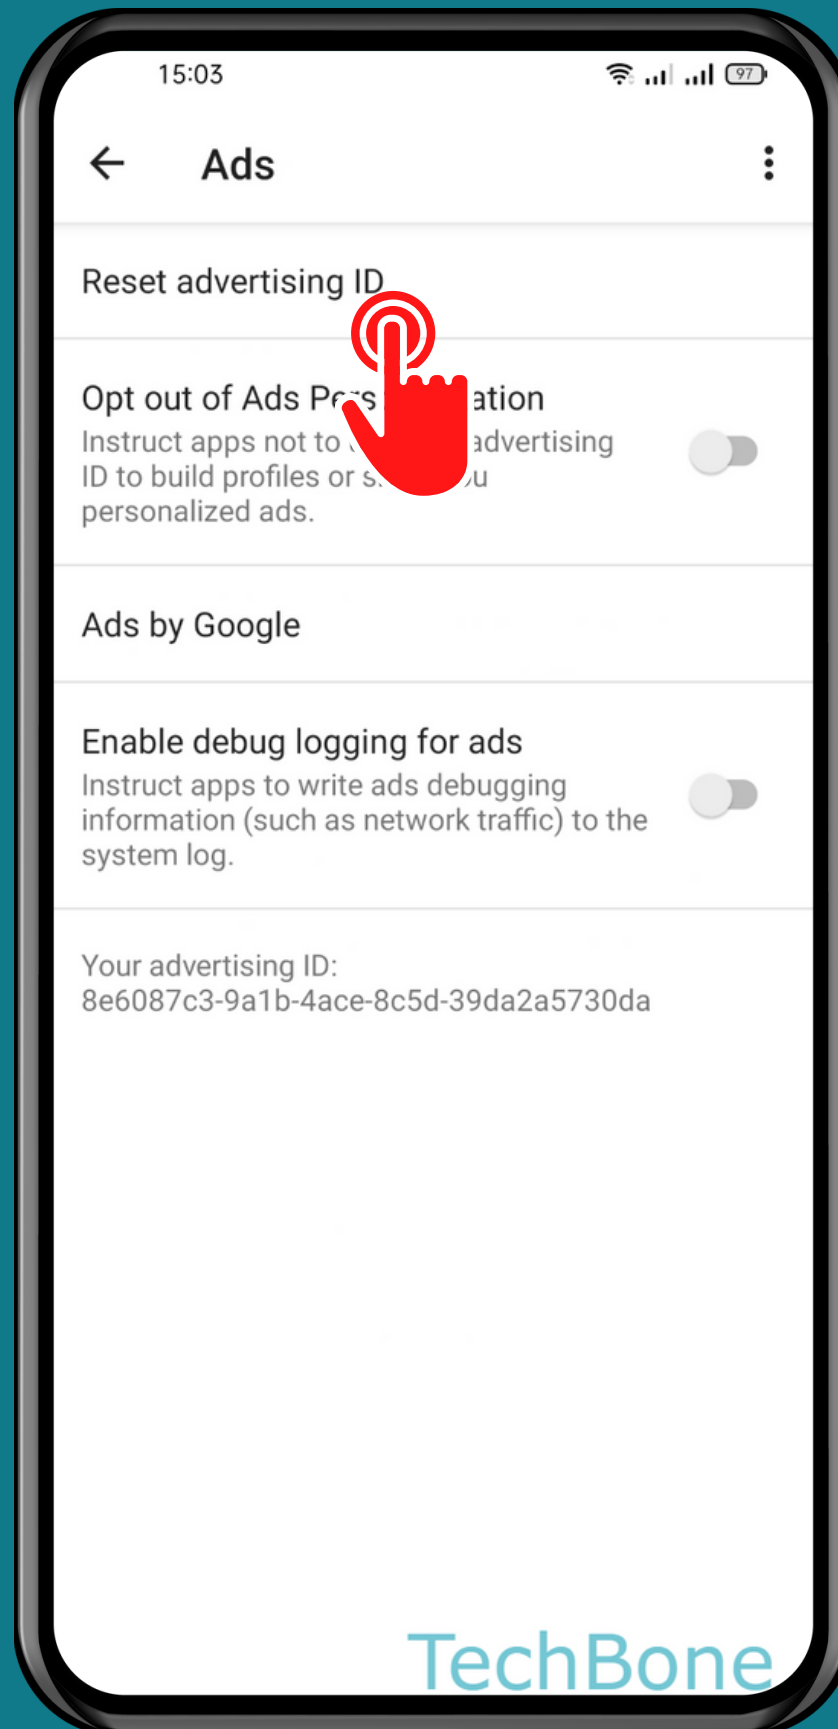 15:03
97
Ads
Reset advertising ID
Opt out of Ads
Instruct apps not to advertising
ID to build profiles or
personalized ads.
Ads by Google
Enable debug logging for ads
Instruct apps to write ads debugging
information (such as network traffic) to the
system log.
Your advertising ID:
8e6087c3-9a1b-4ace-8c5d-39da2a5730da
TechBone